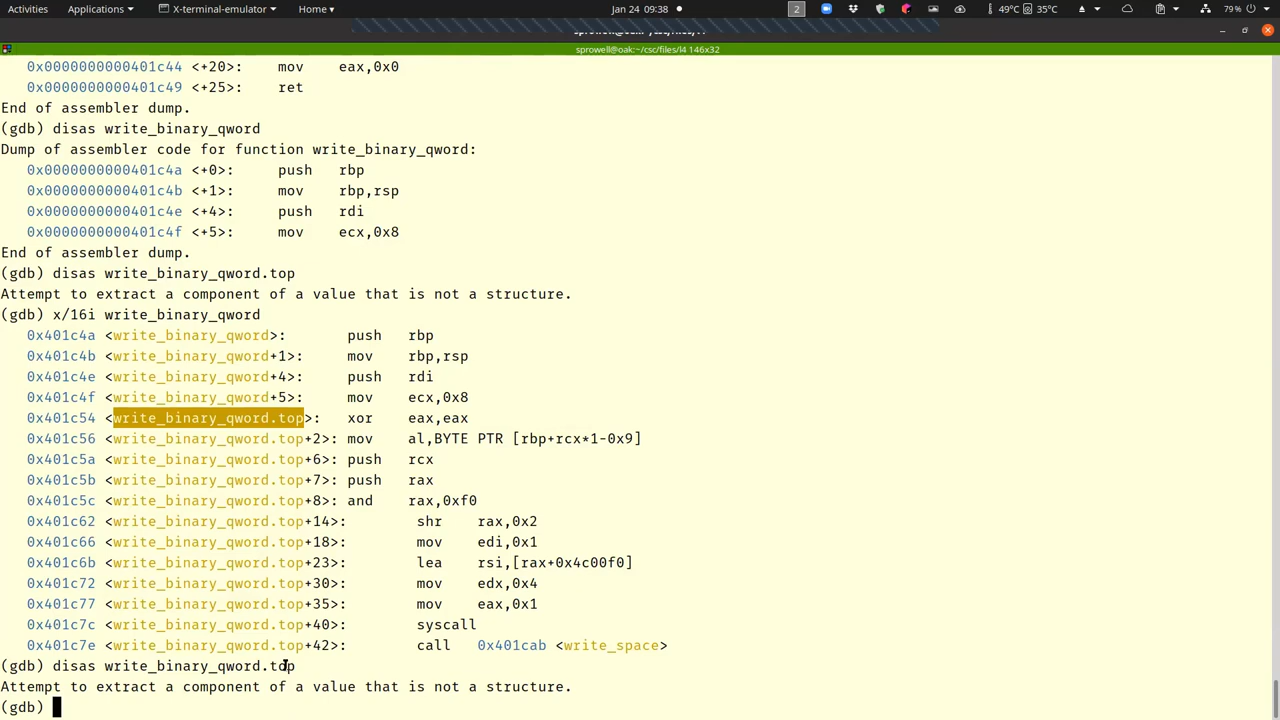 Activities Applications X-terminal-emulator Home Jan 24 09:38 2 49°C 35°C 79%
sprowell@oak:~/csc/files/l4 146x32
0x0000000000401c44 <+20>: mov eax,0x0
0x0000000000401c49 <+25>: ret
End of assembler dump.
(gdb) disas write_binary_qword
Dump of assembler code for function write_binary_qword:
0x0000000000401c4a <+0>: push rbp
0x0000000000401c4b <+1>: mov rbp,rsp
0x0000000000401c4e <+4>: push rdi
0x0000000000401c4f <+5>: mov ecx,0x8
End of assembler dump.
(gdb) disas write_binary_qword.top
Attempt to extract a component of a value that is not a structure.
(gdb) x/16i write_binary_qword
0x401c4a <write_binary_qword>: push rbp
0x401c4b <write_binary_qword+1>: mov rbp,rsp
0x401c4e <write_binary_qword+4>: push rdi
0x401c4f <write_binary_qword+5>: mov ecx,0x8
0x401c54 <write_binary_qword.top>: xor eax,eax
0x401c56 <write_binary_qword.top+2>: mov al,BYTE PTR [rbp+rcx*1-0x9]
0x401c5a <write_binary_qword.top+6>: push rcx
0x401c5b <write_binary_qword.top+7>: push rax
0x401c5c <write_binary_qword.top+8>: and rax,0xf0
0x401c62 <write_binary_qword.top+14>: shr rax,0x2
0x401c66 <write_binary_qword.top+18>: mov edi,0x1
0x401c6b <write_binary_qword.top+23>: lea rsi,[rax+0x4c00f0]
0x401c72 <write_binary_qword.top+30>: mov edx,0x4
0x401c77 <write_binary_qword.top+35>: mov eax,0x1
0x401c7c <write_binary_qword.top+40>: syscall
0x401c7e <write_binary_qword.top+42>: call 0x401cab <write_space>
(gdb) disas write_binary_qword.top
Attempt to extract a component of a value that is not a structure.
(gdb)